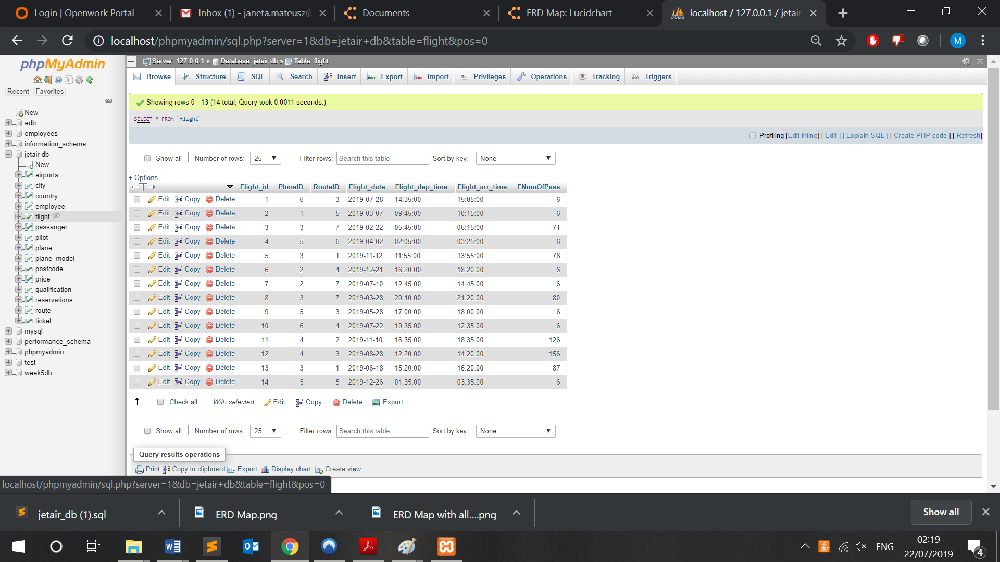 Login | Openwork Portal
Inbox (1) - janeta.mateusz@
Documents
ERD Map: Lucidchart
localhost / 127.0.0.1 / jetair
localhost/phpmyadmin/sql.php?server=1&db=jetair+db&table=flight&pos=0
M
phpMyAdmin
Recent
Favorites
New
edb
employees
information_schema
jetair db
New
airports
city
country
employee
flight
passanger
pilot
plane
plane_model
postcode
price
qualification
reservations
route
ticket
mysql
performance_schema
phpmyadmin
test
week5db
Server: 127.0.0.1 » Database: jetair db » Table: flight
Browse Structure SQL Search Insert Export Import Privileges Operations Tracking Triggers
Showing rows 0 - 13 (14 total, Query took 0.0011 seconds.)
SELECT * FROM `flight`
Profiling [Edit inline] [ Edit ] [ Explain SQL ] [ Create PHP code ] [ Refresh]
Show all | Number of rows: 25 Filter rows: Search this table Sort by key: None
+ Options
←T→ Flight_id PlaneID RouteID Flight_date Flight_dep_time Flight_arr_time FNumOfPass
Edit Copy Delete 1 6 3 2019-07-28 14:35:00 15:05:00 6
Edit Copy Delete 2 1 5 2019-03-07 09:45:00 10:15:00 6
Edit Copy Delete 3 3 7 2019-02-22 05:45:00 06:15:00 71
Edit Copy Delete 4 5 6 2019-04-02 02:05:00 03:25:00 6
Edit Copy Delete 5 3 1 2019-11-12 11:55:00 13:55:00 78
Edit Copy Delete 6 2 4 2019-12-21 16:20:00 18:20:00 6
Edit Copy Delete 7 2 7 2019-07-10 12:45:00 14:45:00 6
Edit Copy Delete 8 3 7 2019-03-28 20:10:00 21:20:00 80
Edit Copy Delete 9 5 3 2019-05-28 17:00:00 18:00:00 6
Edit Copy Delete 10 6 4 2019-07-22 10:35:00 12:35:00 6
Edit Copy Delete 11 4 2 2019-11-10 16:35:00 18:35:00 126
Edit Copy Delete 12 4 3 2019-08-28 12:20:00 14:20:00 156
Edit Copy Delete 13 3 1 2019-06-18 15:20:00 16:20:00 87
Edit Copy Delete 14 5 5 2019-12-26 01:35:00 03:35:00 6
Check all With selected: Edit Copy Delete Export
Show all | Number of rows: 25 Filter rows: Search this table Sort by key: None
Query results operations
Print Copy to clipboard Export Display chart Create view
localhost/phpmyadmin/sql.php?server=1&db=jetair+db&table=flight&pos=0
jetair_db (1).sql
ERD Map.png
ERD Map with all....png
Show all
ENG
02:19
22/07/2019
4